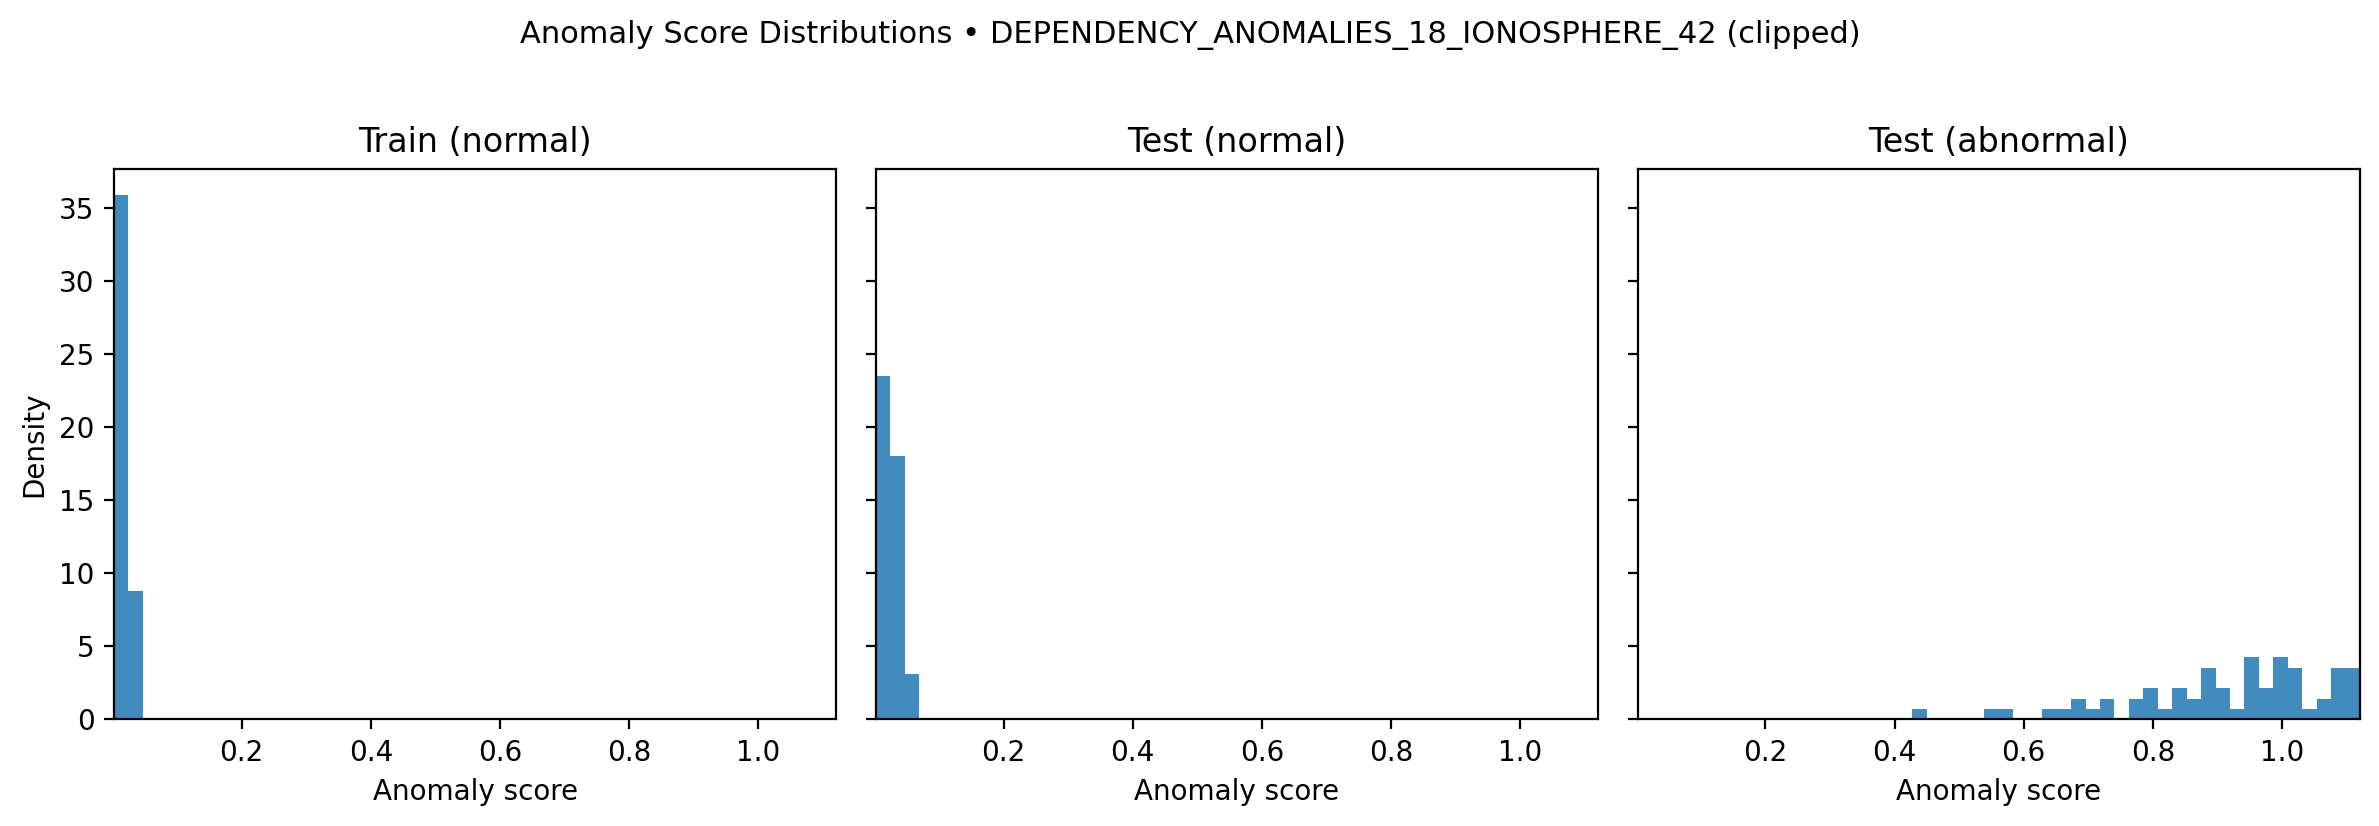 Anomaly Score Distributions • DEPENDENCY_ANOMALIES_18_IONOSPHERE_42 (clipped)
Train (normal)
Test (normal)
Test (abnormal)
Density
35
30
25
20
15
10
5
0
0.2 0.4 0.6 0.8 1.0
0.2 0.4 0.6 0.8 1.0
0.2 0.4 0.6 0.8 1.0
Anomaly score
Anomaly score
Anomaly score